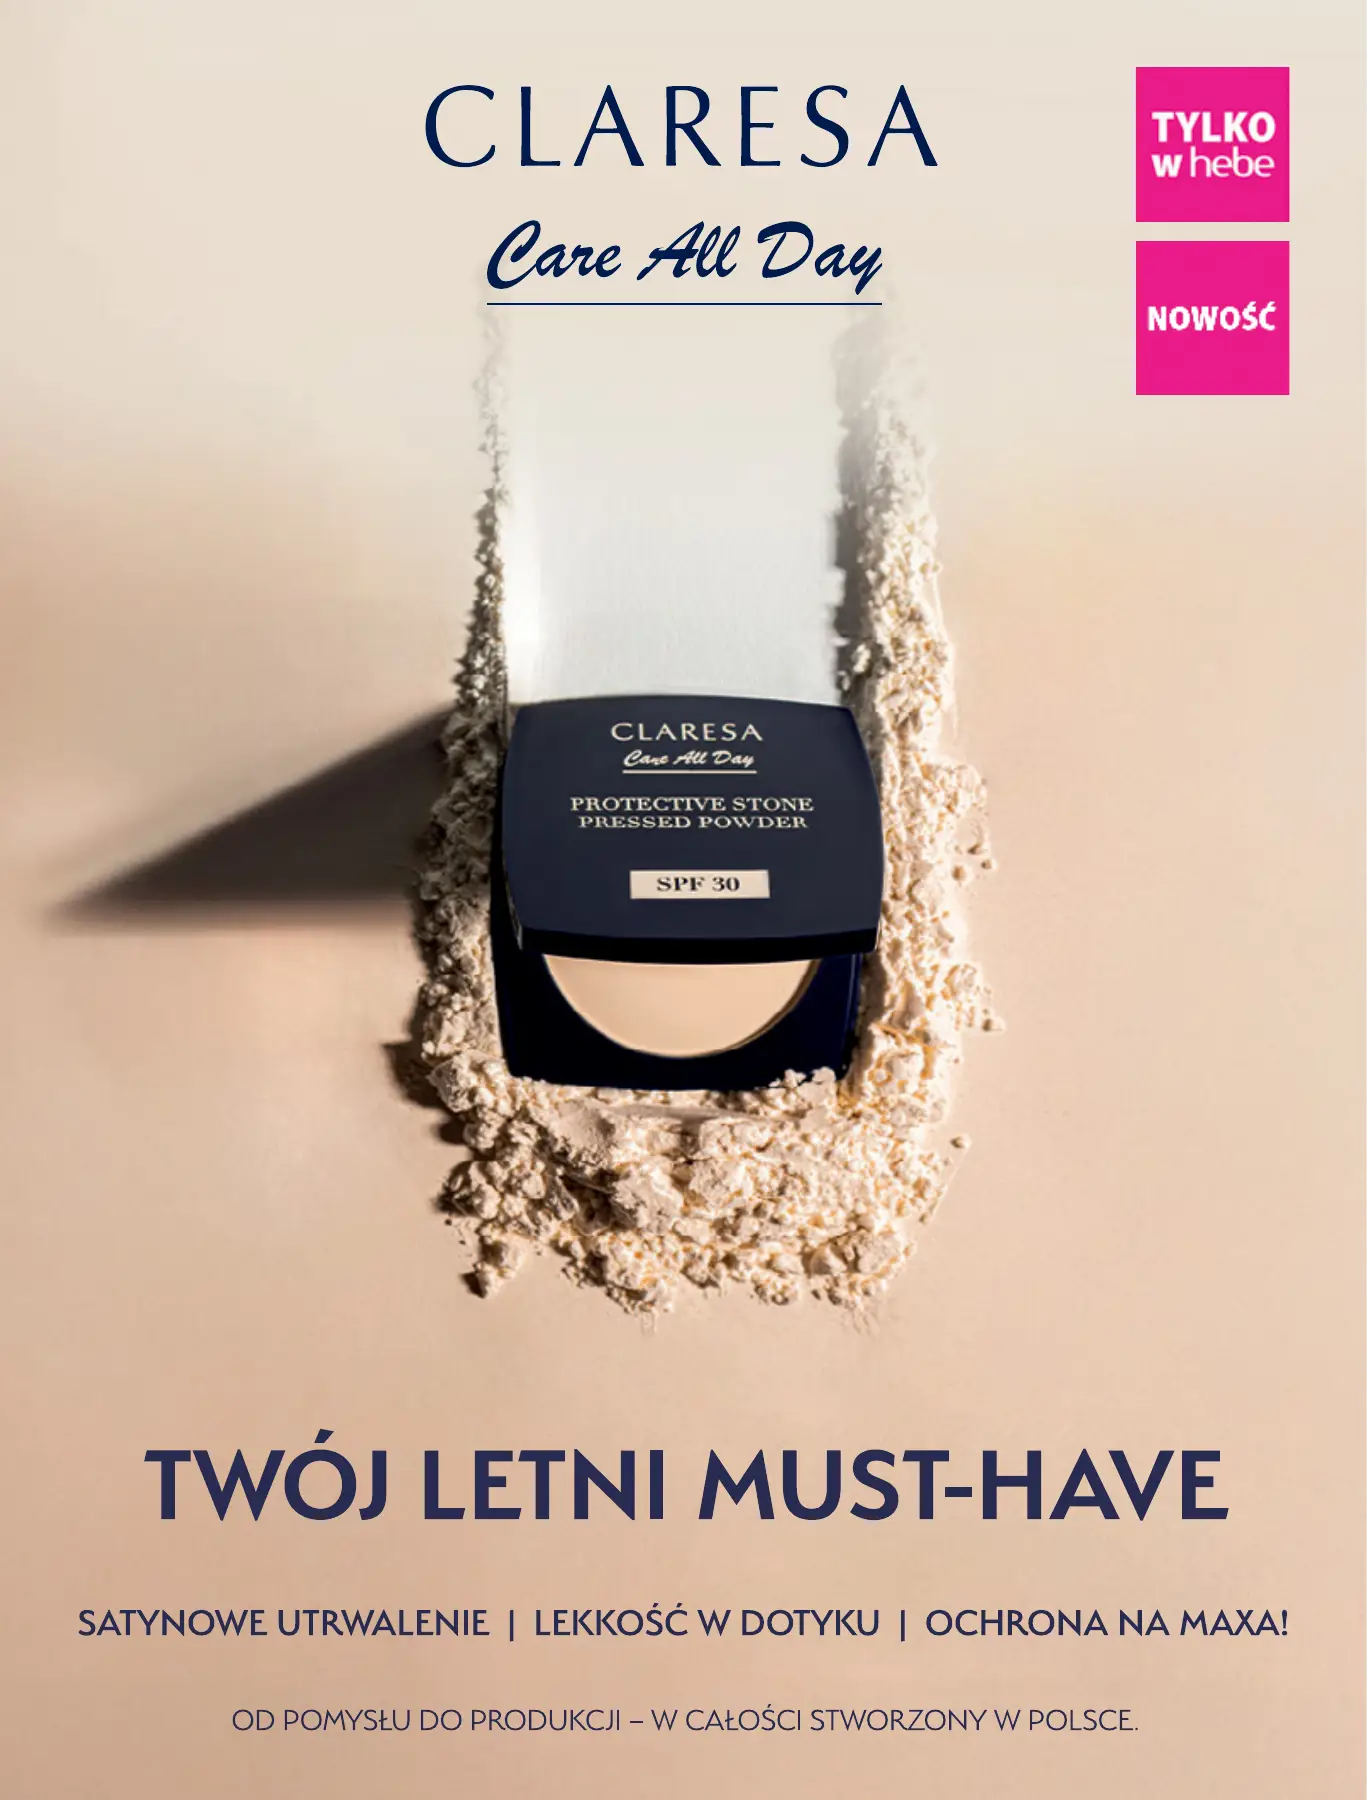 CLARESA
Care All Day
TYLKO
w hebe
NOWOŚĆ
CLARESA
Care All Day
PROTECTIVE STONE
PRESSED POWDER
SPF 30
TWÓJ LETNI MUST-HAVE
SATYNOWE UTRWALENIE | LEKKOŚĆ W DOTYKU | OCHRONA NA MAXA!
OD POMYSŁU DO PRODUKCJI – W CAŁOŚCI STWORZONY W POLSCE.